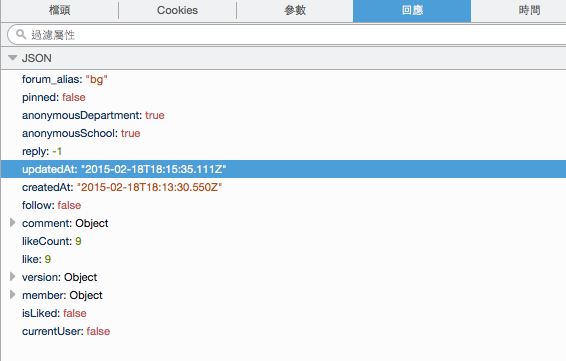 檔頭 Cookies 參數 回應 時間
過濾屬性
JSON
forum_alias: "bg"
pinned: false
anonymousDepartment: true
anonymousSchool: true
reply: -1
updatedAt: "2015-02-18T18:15:35.111Z"
createdAt: "2015-02-18T18:13:30.550Z"
follow: false
comment: Object
likeCount: 9
like: 9
version: Object
member: Object
isLiked: false
currentUser: false